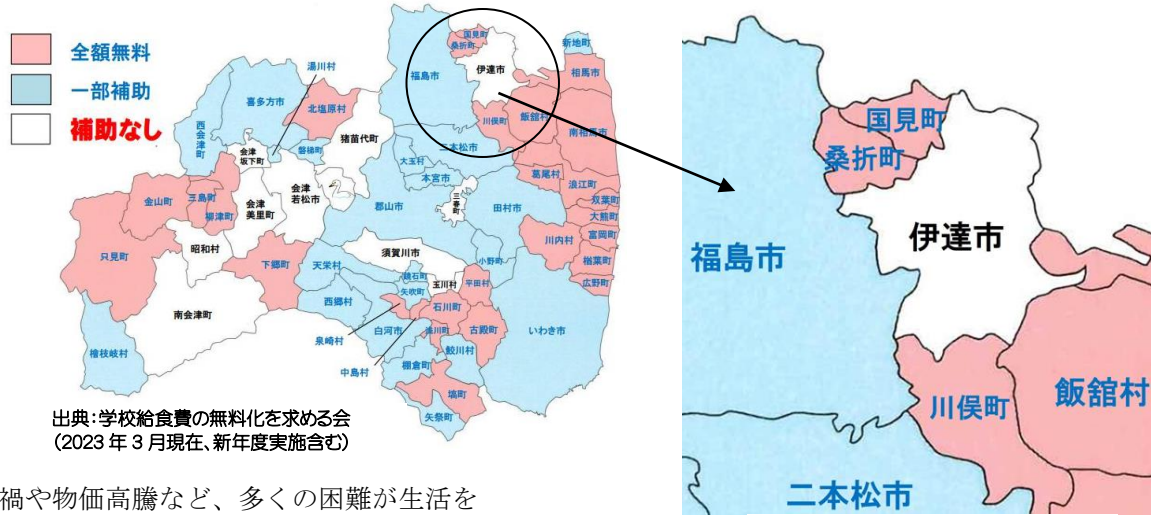 全額無料
一部補助
補助なし
国見町
桑折町
新地町
伊達市
福島市
相馬市
湯川村
喜多方市
北塩原村
川俣町
飯舘村
南相馬市
猪苗代町
西会津町
会津坂下町
磐梯町
二本松市
大玉村
本宮市
葛尾村
浪江町
双葉町
大熊町
富岡町
楢葉町
広野町
金山町
三島町
柳津町
会津美里町
会津若松市
郡山市
三春町
田村市
川内村
昭和村
只見町
下郷町
須賀川市
天栄村
鏡石町
矢吹町
玉川村
平田村
小野町
西郷村
石川町
南会津町
泉崎村
白河市
浅川町
古殿町
いわき市
檜枝岐村
中島村
棚倉町
鮫川村
塙町
矢祭町
出典：学校給食費の無料化を求める会
（2023年3月現在、新年度実施含む）
国見町
桑折町
伊達市
福島市
川俣町
飯舘村
二本松市
禍や物価高騰など、多くの困難が生活を